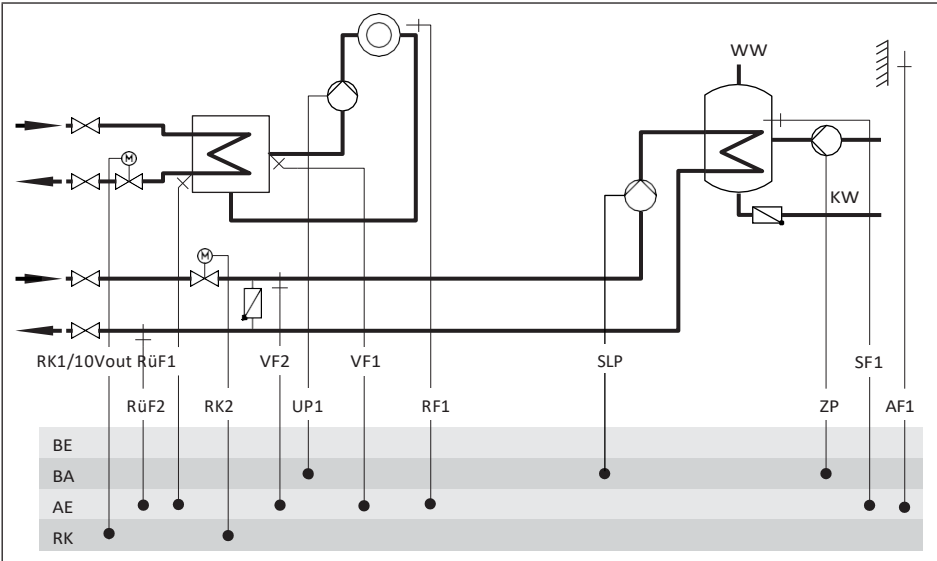 WW
M
KW
M
RK1/10Vout RüF1 VF2 VF1 SLP SF1
RüF2 RK2 UP1 RF1 ZP AF1
BE
BA
AE
RK